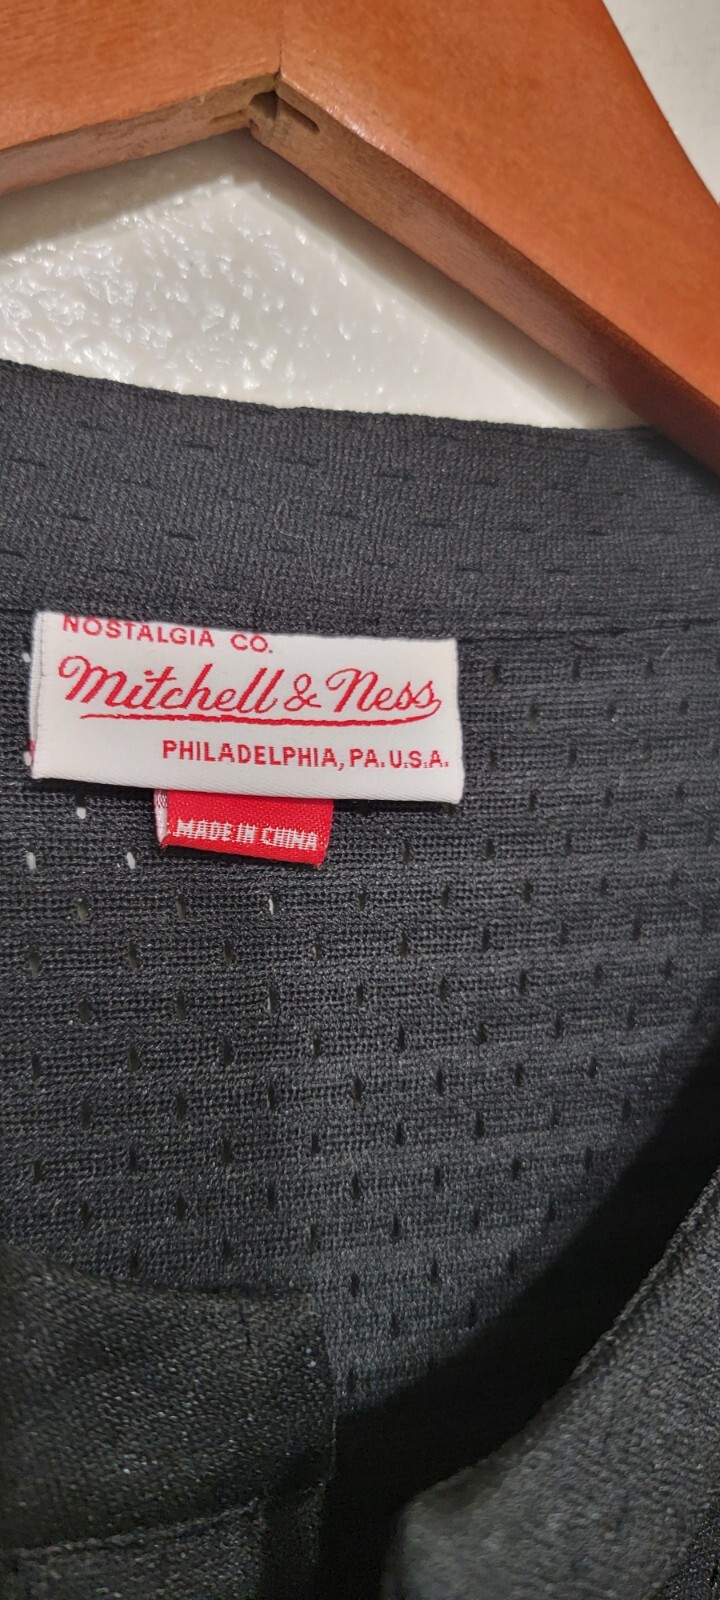 NOSTALGIA CO.
Mitchell & Ness
PHILADELPHIA, PA. U.S.A.
MADE IN CHINA